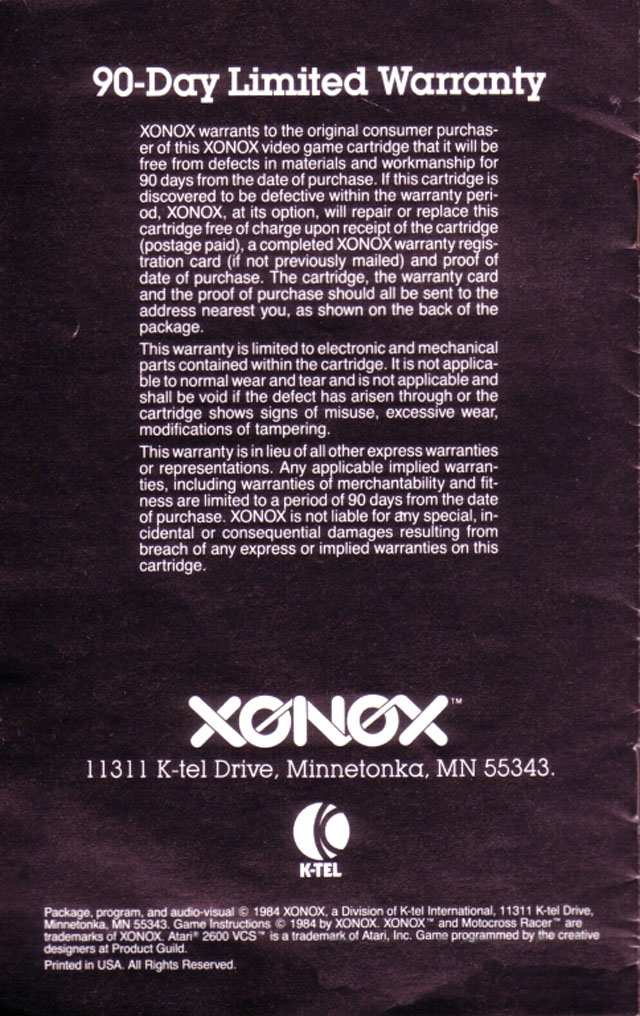 90-Day Limited Warranty
XONOX warrants to the original consumer purchas-
er of this XONOX video game cartridge that it will be
free from defects in materials and workmanship for
90 days from the date of purchase. If this cartridge is
discovered to be defective within the warranty peri-
od, XONOX, at its option, will repair or replace this
cartridge free of charge upon receipt of the cartridge
(postage paid), a completed XONOX warranty regis-
tration card (if not previously mailed) and proof of
date of purchase. The cartridge, the warranty card
and the proof of purchase should all be sent to the
address nearest you, as shown on the back of the
package.
This warranty is limited to electronic and mechanical
parts contained within the cartridge. It is not applica-
ble to normal wear and tear and is not applicable and
shall be void if the defect has arisen through or the
cartridge shows signs of misuse, excessive wear,
modifications of tampering.
This warranty is in lieu of all other express warranties
or representations. Any applicable implied warran-
ties, including warranties of merchantability and fit-
ness are limited to a period of 90 days from the date
of purchase. XONOX is not liable for any special, in-
cidental or consequential damages resulting from
breach of any express or implied warranties on this
cartridge.
XONOX™
11311 K-tel Drive, Minnetonka, MN 55343.
K-TEL
Package, program, and audio-visual © 1984 XONOX, a Division of K-tel International, 11311 K-tel Drive,
Minnetonka, MN 55343. Game Instructions © 1984 by XONOX. XONOX™ and Motocross Racer™ are
trademarks of XONOX. Atari® 2600 VCS™ is a trademark of Atari, Inc. Game programmed by the creative
designers at Product Guild.
Printed in USA. All Rights Reserved.